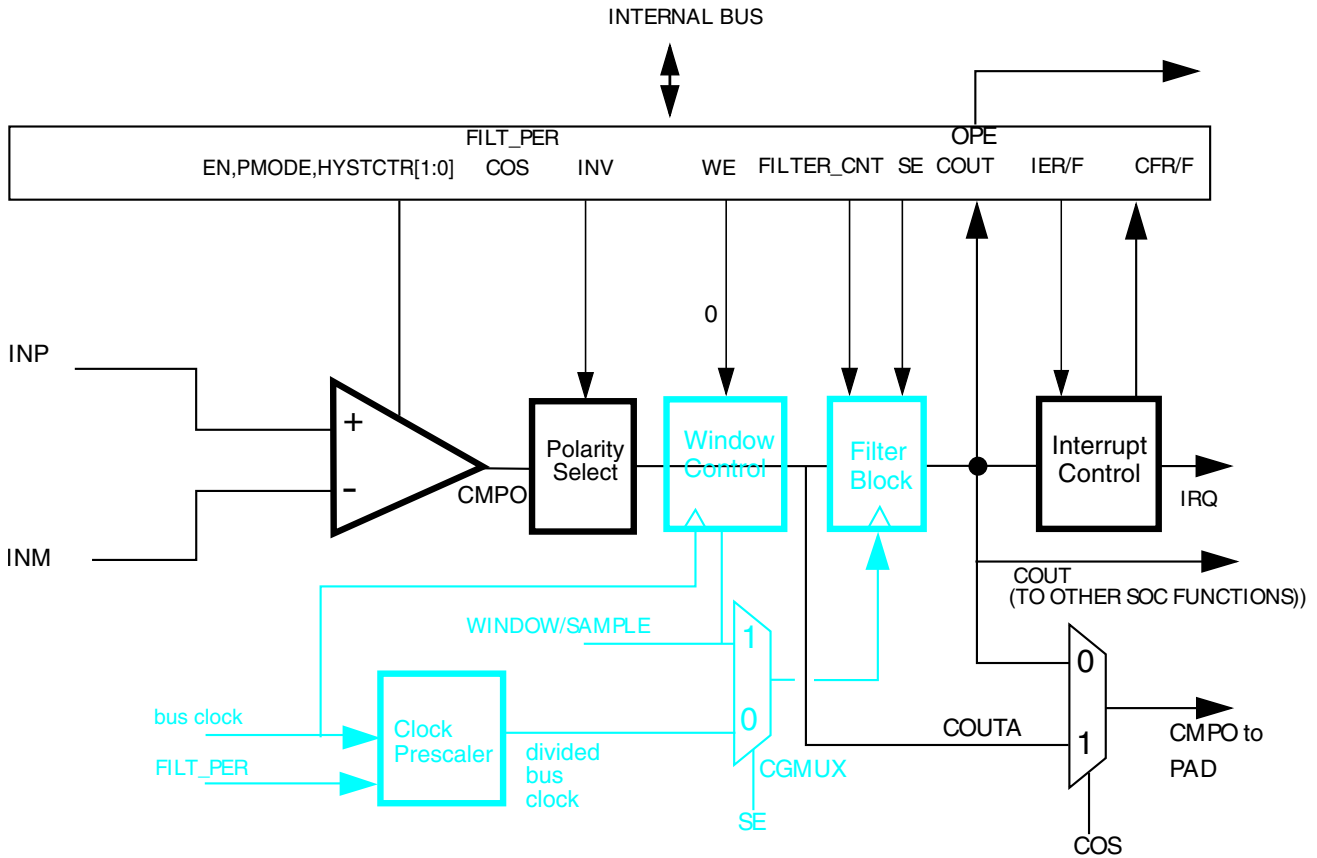 INTERNAL BUS
FILT_PER
OPE
EN,PMODE,HYSTCTR[1:0]
COS
INV
WE
FILTER_CNT
SE
COUT
IER/F
CFR/F
0
INP
+
-
INM
CMPO
Polarity
Select
Window
Control
Filter
Block
Interrupt
Control
IRQ
COUT
(TO OTHER SOC FUNCTIONS))
WINDOW/SAMPLE
1
0
CGMUX
SE
bus clock
FILT_PER
Clock
Prescaler
divided
bus
clock
COUTA
0
1
CMPO to
PAD
COS